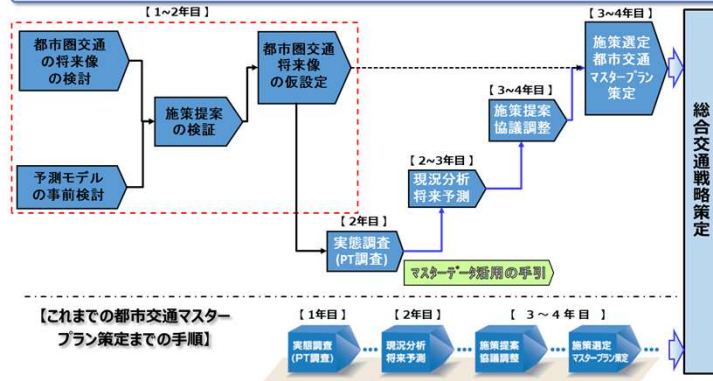 【1~2年目】
都市圏交通
の将来像
の検討
予測モデル
の事前検討
施策提案
の検証
都市圏交通
将来像
の仮設定
【2年目】
実態調査
(PT調査)
マスターデータ活用の手引
【2~3年目】
現況分析
将来予測
【3~4年目】
施策提案
協議調整
【3~4年目】
施策選定
都市交通
マスタープラン
策定
総合交通戦略策定
【これまでの都市交通マスター
プラン策定までの手順】
【1年目】
実態調査
(PT調査)
【2年目】
現況分析
将来予測
【3～4年目】
施策提案
協議調整
施策選定
マスタープラン策定